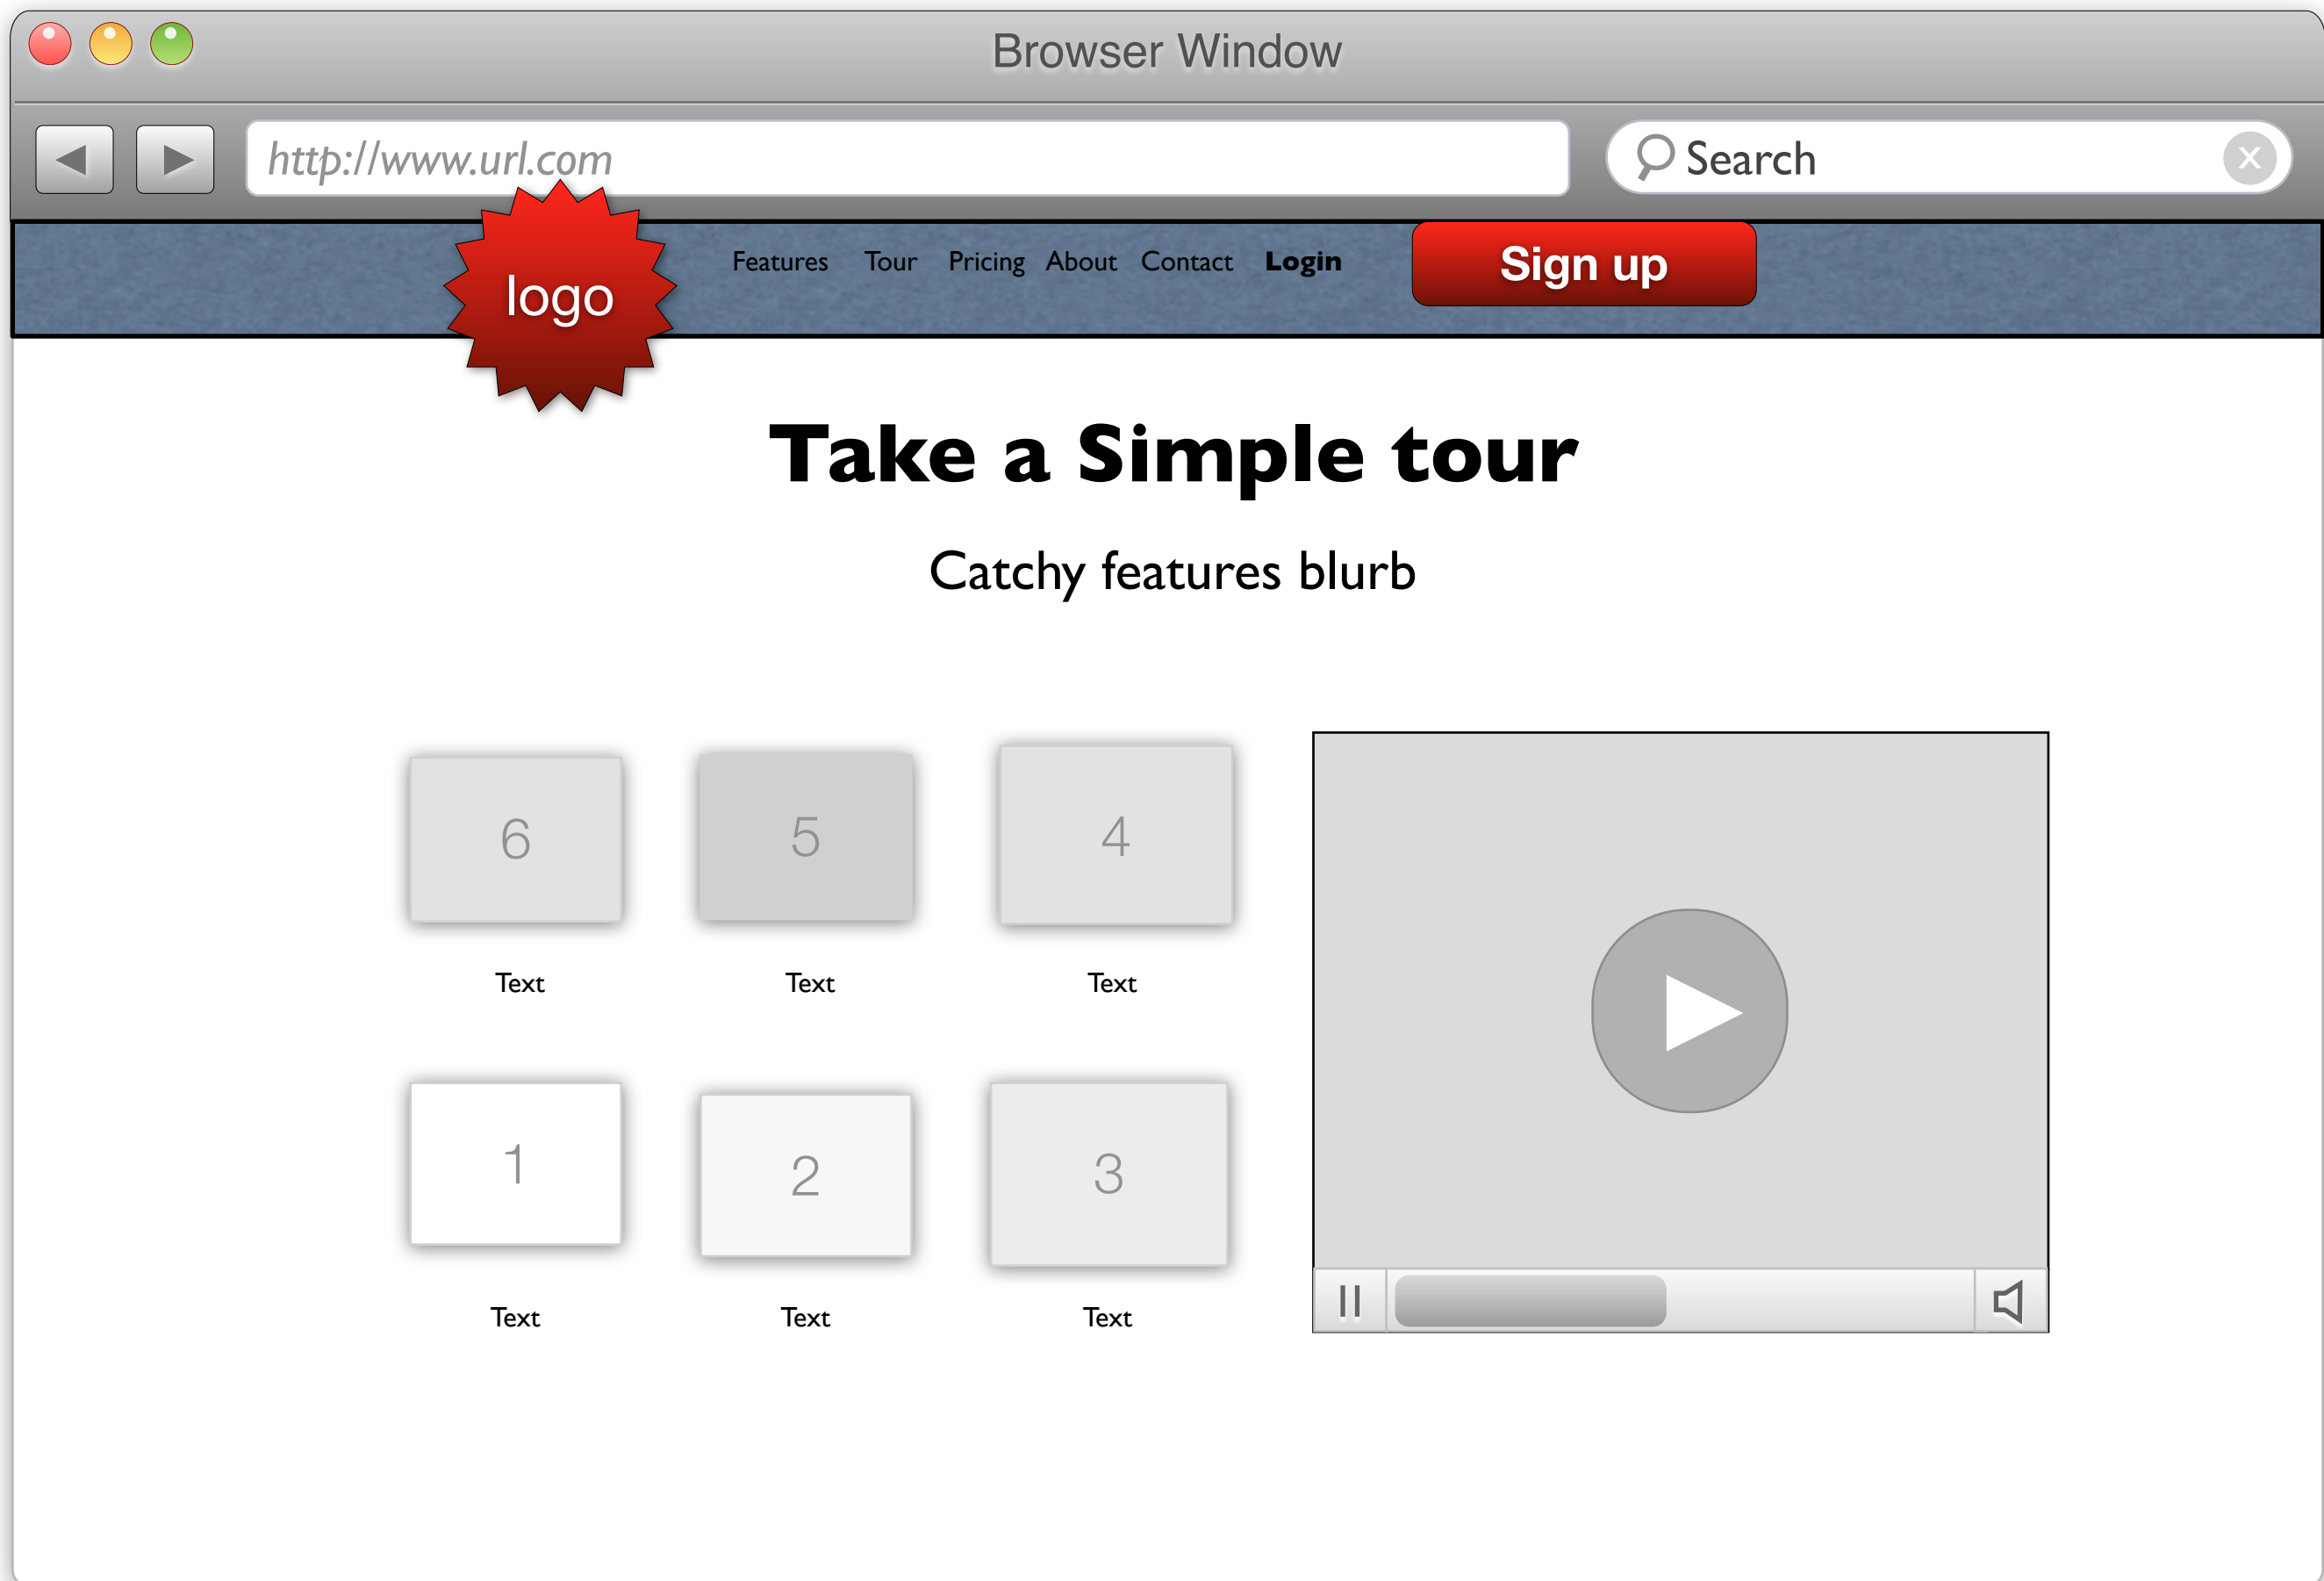 Browser Window
http://www.url.com
Search
x
logo
Features Tour Pricing About Contact Login
Sign up
Take a Simple tour
Catchy features blurb
6 5 4
Text Text Text
1 2 3
Text Text Text